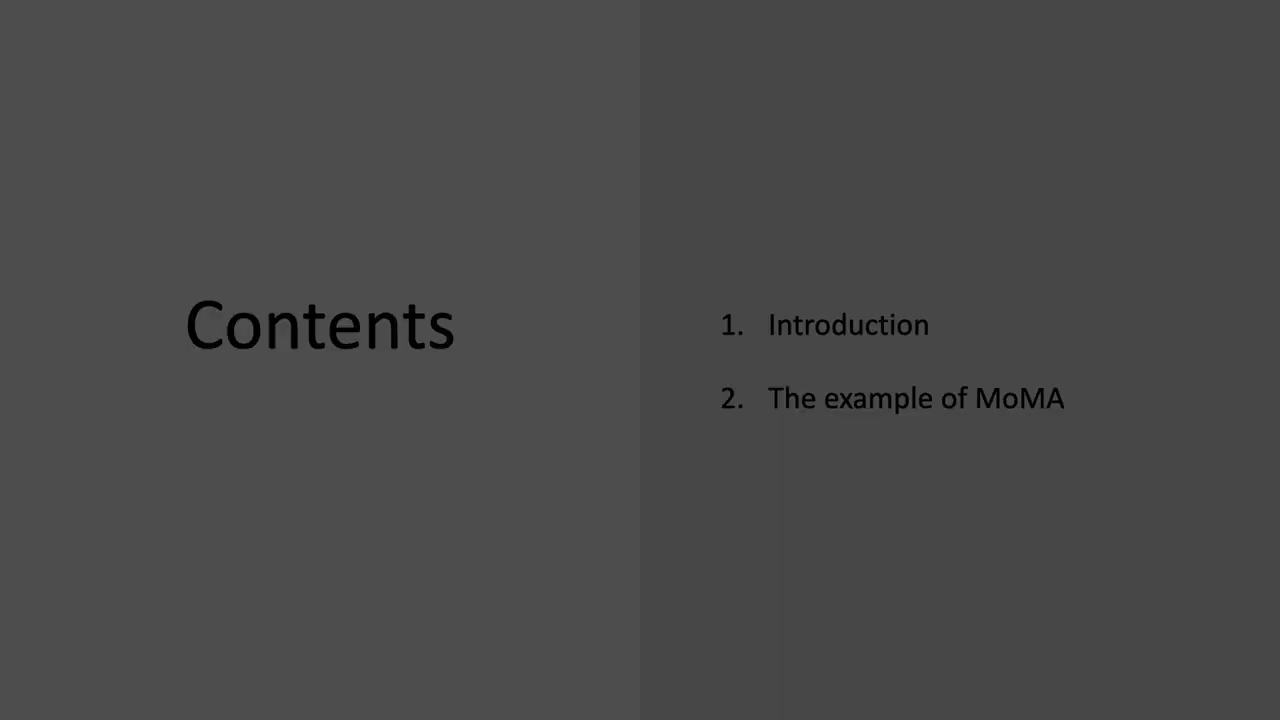 Contents
1. Introduction
2. The example of MoMA